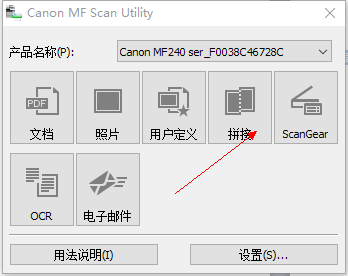 Canon MF Scan Utility
产品名称(P):
Canon MF240 ser_F0038C46728C
PDF
文档
照片
用户定义
拼接
ScanGear
OCR
电子邮件
用法说明(I)
设置(S)...